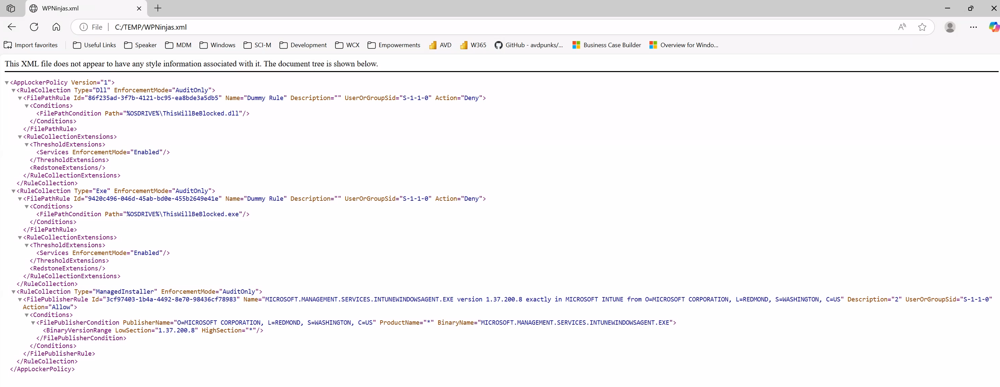 WPNinjas.xml
File C:/TEMP/WPNinjas.xml
Import favorites Useful Links Speaker MDM Windows SCI-M Development WCX Empowerments AVD W365 GitHub - avdpunks/... Business Case Builder Overview for Windo...
This XML file does not appear to have any style information associated with it. The document tree is shown below.
<AppLockerPolicy Version="1">
<RuleCollection Type="Dll" EnforcementMode="AuditOnly">
<FilePathRule Id="86f235ad-3f7b-4121-bc95-ea8bde3a5db5" Name="Dummy Rule" Description="" UserOrGroupSid="S-1-1-0" Action="Deny">
<Conditions>
<FilePathCondition Path="%OSDRIVE%\ThisWillBeBlocked.dll"/>
</Conditions>
</FilePathRule>
<RuleCollectionExtensions>
<ThresholdExtensions>
<Services EnforcementMode="Enabled"/>
</ThresholdExtensions>
<RedstoneExtensions/>
</RuleCollectionExtensions>
</RuleCollection>
<RuleCollection Type="Exe" EnforcementMode="AuditOnly">
<FilePathRule Id="9420c496-046d-45ab-bd0e-455b2649e41e" Name="Dummy Rule" Description="" UserOrGroupSid="S-1-1-0" Action="Deny">
<Conditions>
<FilePathCondition Path="%OSDRIVE%\ThisWillBeBlocked.exe"/>
</Conditions>
</FilePathRule>
<RuleCollectionExtensions>
<ThresholdExtensions>
<Services EnforcementMode="Enabled"/>
</ThresholdExtensions>
<RedstoneExtensions/>
</RuleCollectionExtensions>
</RuleCollection>
<RuleCollection Type="ManagedInstaller" EnforcementMode="AuditOnly">
<FilePublisherRule Id="3cf97403-1b4a-4492-8e70-98436cf78983" Name="MICROSOFT.MANAGEMENT.SERVICES.INTUNEWINDOWSAGENT.EXE version 1.37.200.8 exactly in MICROSOFT INTUNE from O=MICROSOFT CORPORATION, L=REDMOND, S=WASHINGTON, C=US" Description="2" UserOrGroupSid="S-1-1-0"
Action="Allow">
<Conditions>
<FilePublisherCondition PublisherName="O=MICROSOFT CORPORATION, L=REDMOND, S=WASHINGTON, C=US" ProductName="*" BinaryName="MICROSOFT.MANAGEMENT.SERVICES.INTUNEWINDOWSAGENT.EXE">
<BinaryVersionRange LowSection="1.37.200.8" HighSection="*"/>
</FilePublisherCondition>
</Conditions>
</FilePublisherRule>
</RuleCollection>
</AppLockerPolicy>